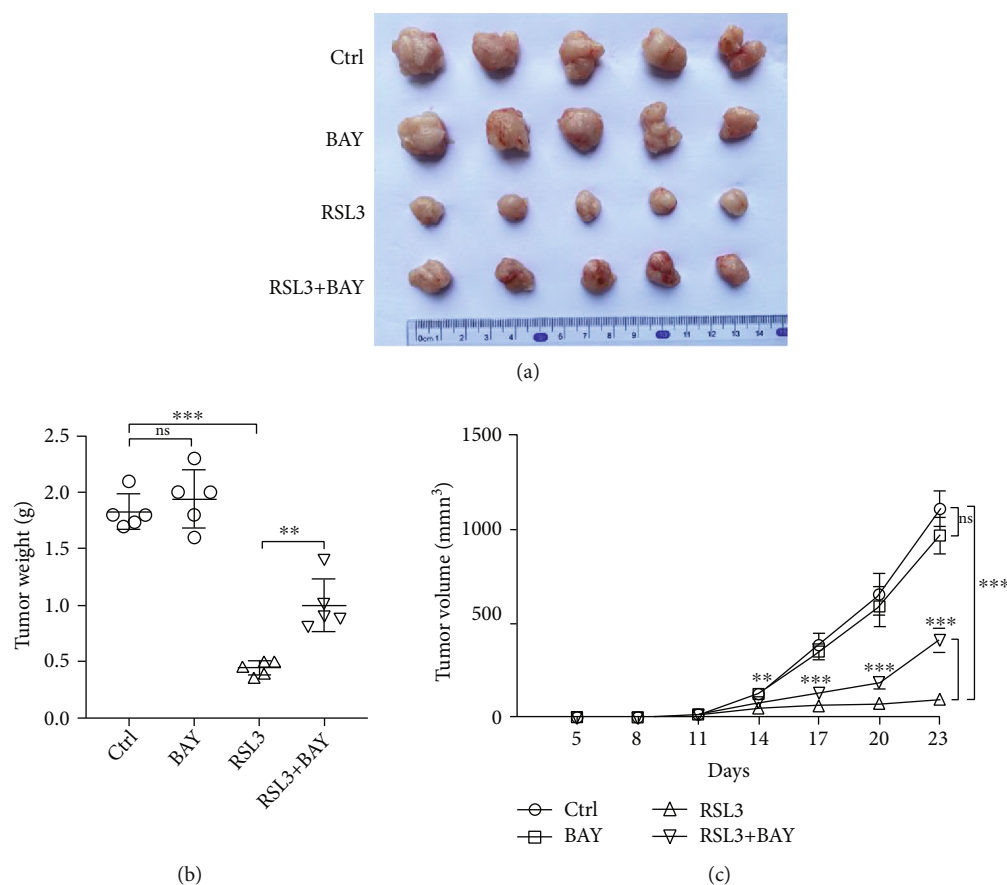 Ctrl
BAY
RSL3
RSL3+BAY
0cm 1 2 3 4 5 6 7 8 9 10 11 12 13 14
(a)
***
ns
**
2.5
2.0
1.5
1.0
0.5
0.0
Tumor weight (g)
Ctrl
BAY
RSL3
RSL3+BAY
(b)
1500
1000
500
0
Tumor volume (mmn³)
ns
***
***
**
***
***
5 8 11 14 17 20 23
Days
Ctrl
RSL3
BAY
RSL3+BAY
(c)